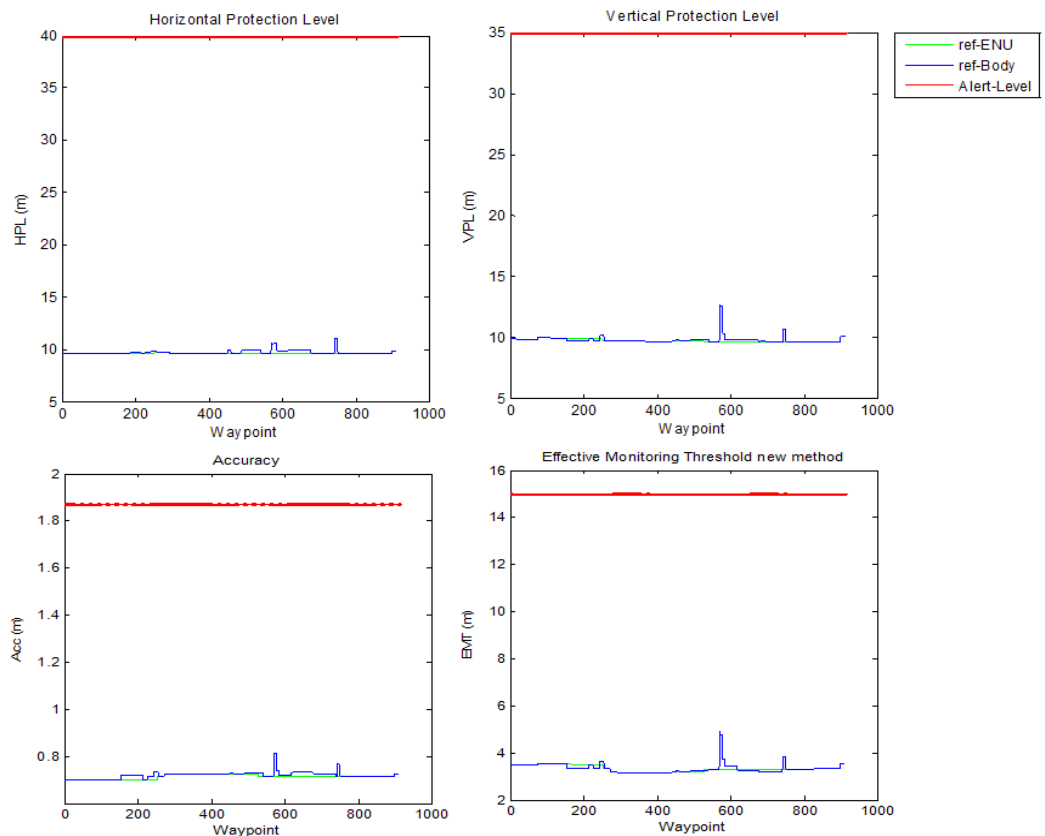 Horizontal Protection Level
40
35
30
25
20
15
10
5
HPL (m)
0 200 400 600 800 1000
Waypoint
Vertical Protection Level
35
30
25
20
15
10
5
VPL (m)
0 200 400 600 800 1000
Waypoint
ref-ENU
ref-Body
Alert-Level
Accuracy
2
1.8
1.6
1.4
1.2
1
0.8
Acc (m)
0 200 400 600 800 1000
Waypoint
Effective Monitoring Threshold new method
16
14
12
10
8
6
4
2
EMT (m)
0 200 400 600 800 1000
Waypoint